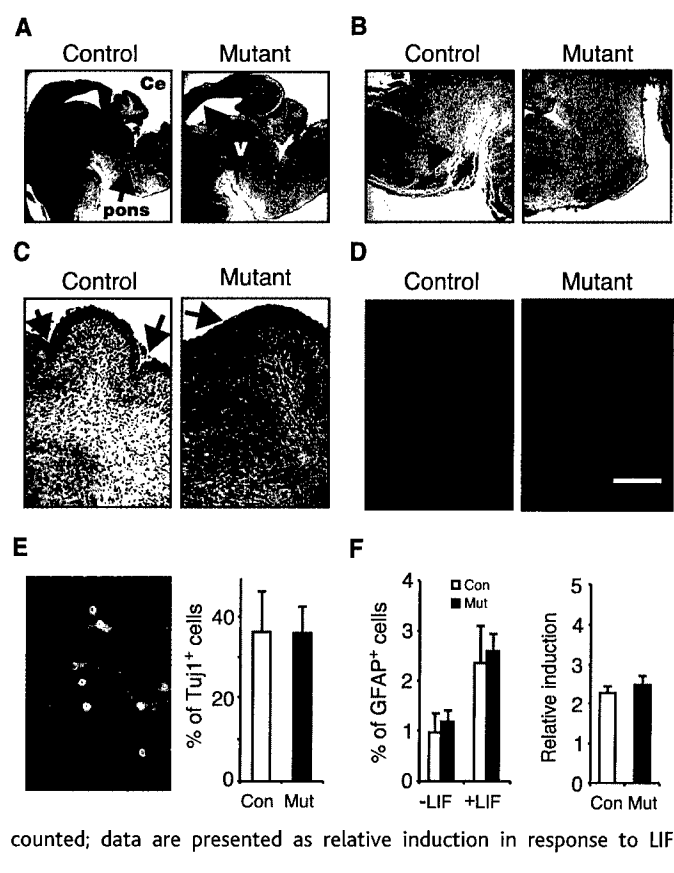 A
Control
Mutant
Ce
V
pons
B
Control
Mutant
C
Control
Mutant
D
Control
Mutant
E
% of Tuj1+ cells
40
20
0
Con Mut
F
% of GFAP+ cells
4
3
2
1
0
Con
Mut
-LIF +LIF
Relative induction
5
4
3
2
1
0
Con Mut
counted; data are presented as relative induction in response to LIF